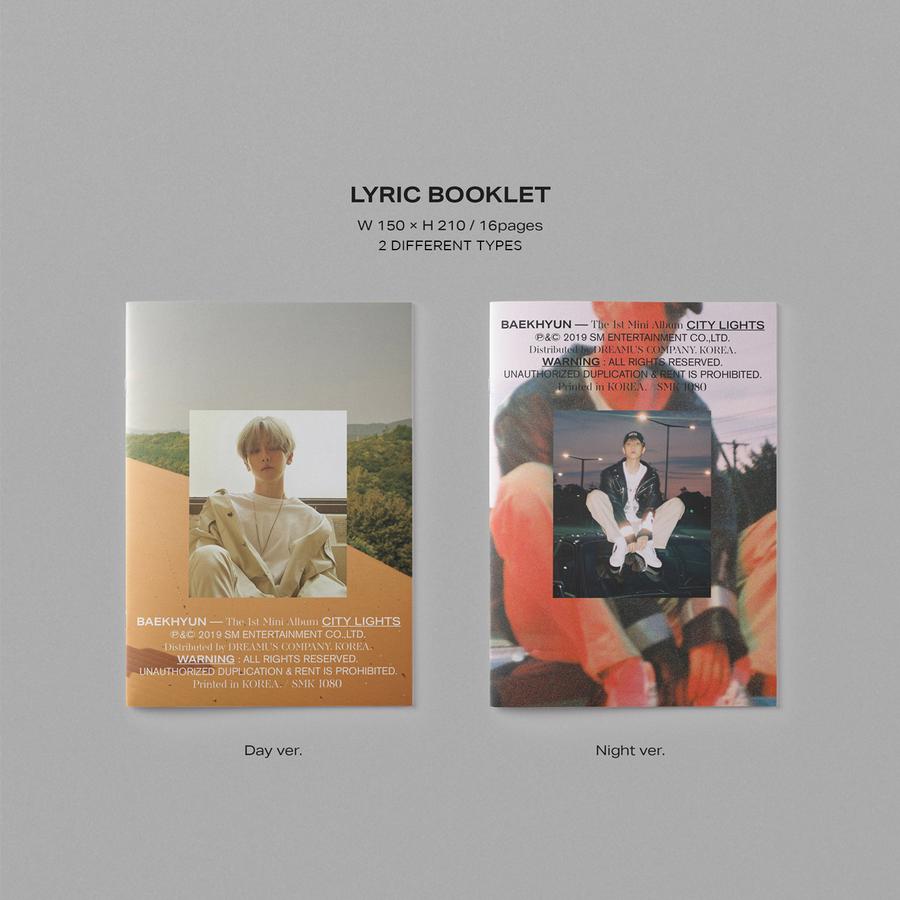 LYRIC BOOKLET
W 150 × H 210 / 16pages
2 DIFFERENT TYPES
BAEKHYUN — The 1st Mini Album CITY LIGHTS
℗&© 2019 SM ENTERTAINMENT CO.,LTD.
Distributed by DREAMUS COMPANY. KOREA.
WARNING : ALL RIGHTS RESERVED.
UNAUTHORIZED DUPLICATION & RENT IS PROHIBITED.
Printed in KOREA. / SMK 1080
Day ver.
BAEKHYUN — The 1st Mini Album CITY LIGHTS
℗&© 2019 SM ENTERTAINMENT CO.,LTD.
Distributed by DREAMUS COMPANY. KOREA.
WARNING : ALL RIGHTS RESERVED.
UNAUTHORIZED DUPLICATION & RENT IS PROHIBITED.
Printed in KOREA. / SMK 1080
Night ver.